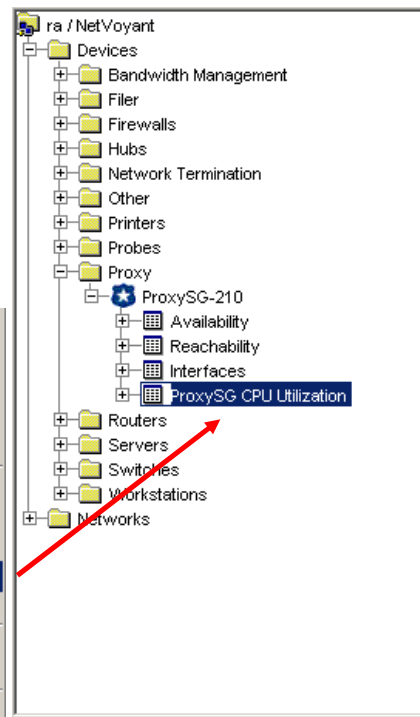 ra / NetVoyant
Devices
Bandwidth Management
Filer
Firewalls
Hubs
Network Termination
Other
Printers
Probes
Proxy
ProxySG-210
Availability
Reachability
Interfaces
ProxySG CPU Utilization
Routers
Servers
Switches
Workstations
Networks